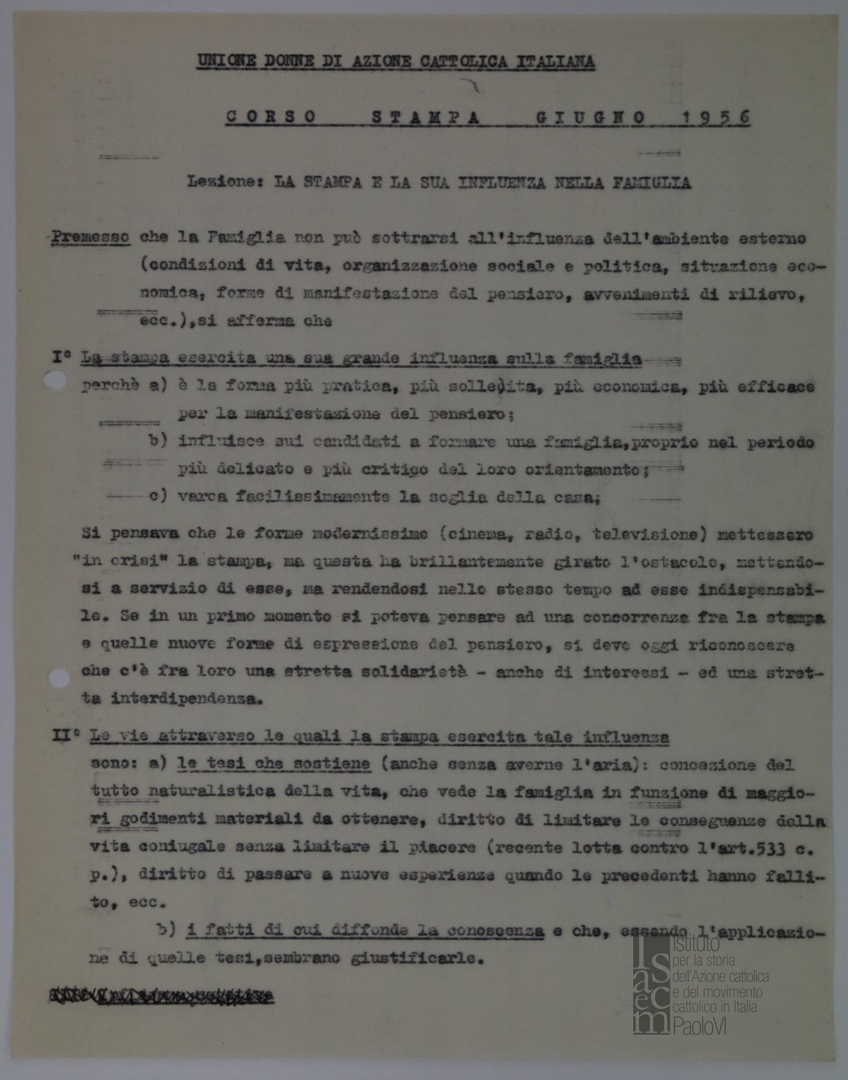 UNIONE DONNE DI AZIONE CATTOLICA ITALIANA
CORSO STAMPA GIUGNO 1956
Lezione: LA STAMPA E LA SUA INFLUENZA NELLA FAMIGLIA
Premesso che la Famiglia non può sottrarsi all'influenza dell'ambiente esterno
(condizioni di vita, organizzazione sociale e politica, situazione eco-
nomica, forme di manifestazione del pensiero, avvenimenti di rilievo,
ecc.),si afferma che
I° La stampa esercita una sua grande influenza sulla famiglia
perchè a) è la forma più pratica, più sollecita, più economica, più efficace
per la manifestazione del pensiero;
b) influisce sui candidati a formare una famiglia,proprio nel periodo
più delicato e più critico del loro orientamento;
c) varca facilissimamente la soglia della casa;
Si pensava che le forme modernissime (cinema, radio, televisione) mettessero
"in crisi" la stampa, ma questa ha brillantemente girato l'ostacolo, mettendo-
si a servizio di esse, ma rendendosi nello stesso tempo ad esse indispensabi-
le. Se in un primo momento si poteva pensare ad una concorrenza fra la stampa
e quelle nuove forme di espressione del pensiero, si deve oggi riconoscere
che c'è fra loro una stretta solidarietà - anche di interessi - ed una stret-
ta interdipendenza.
II° Le vie attraverso le quali la stampa esercita tale influenza
sono: a) le tesi che sostiene (anche senza averne l'aria): concezione del
tutto naturalistica della vita, che vede la famiglia in funzione di maggio-
ri godimenti materiali da ottenere, diritto di limitare le conseguenze della
vita coniugale senza limitare il piacere (recente lotta contro l'art.533 c.
p.), diritto di passare a nuove esperienze quando le precedenti hanno falli-
to, ecc.
b) i fatti di cui diffonde la conoscenza e che, essendo l'applicazio-
ne di quelle tesi,sembrano giustificarle.
Isacem
Istituto
per la storia
dell'Azione cattolica
e del movimento
cattolico in Italia
PaoloVI